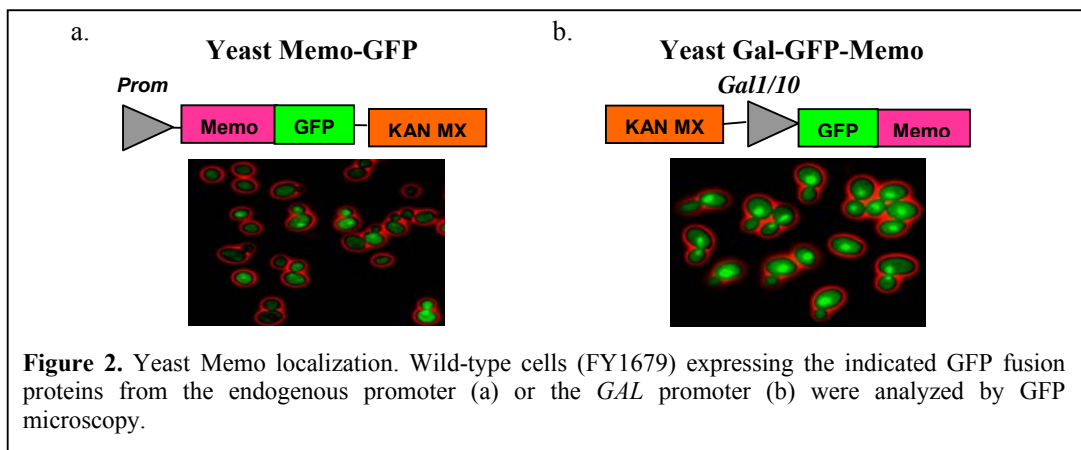 a.
Yeast Memo-GFP
Prom
Memo GFP KAN MX
b.
Yeast Gal-GFP-Memo
Gal1/10
KAN MX GFP Memo
Figure 2. Yeast Memo localization. Wild-type cells (FY1679) expressing the indicated GFP fusion
proteins from the endogenous promoter (a) or the GAL promoter (b) were analyzed by GFP
microscopy.